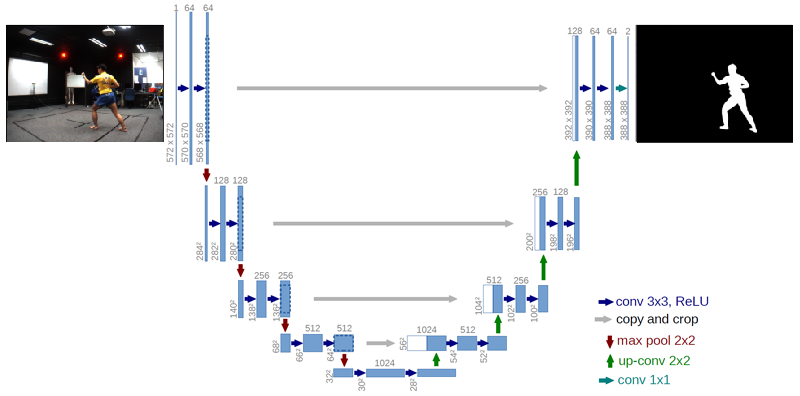 1 64 64
572 x 572
570 x 570
568 x 568
128 64 64 2
392 x 392
390 x 390
388 x 388
388 x 388
128 128
284²
282²
280²
256 128
200²
198²
196²
256 256
140²
138²
136²
512 256
104²
102²
100²
512 512
68²
66²
64²
1024 512
56²
54²
52²
1024
32²
30²
28²
conv 3x3, ReLU
copy and crop
max pool 2x2
up-conv 2x2
conv 1x1